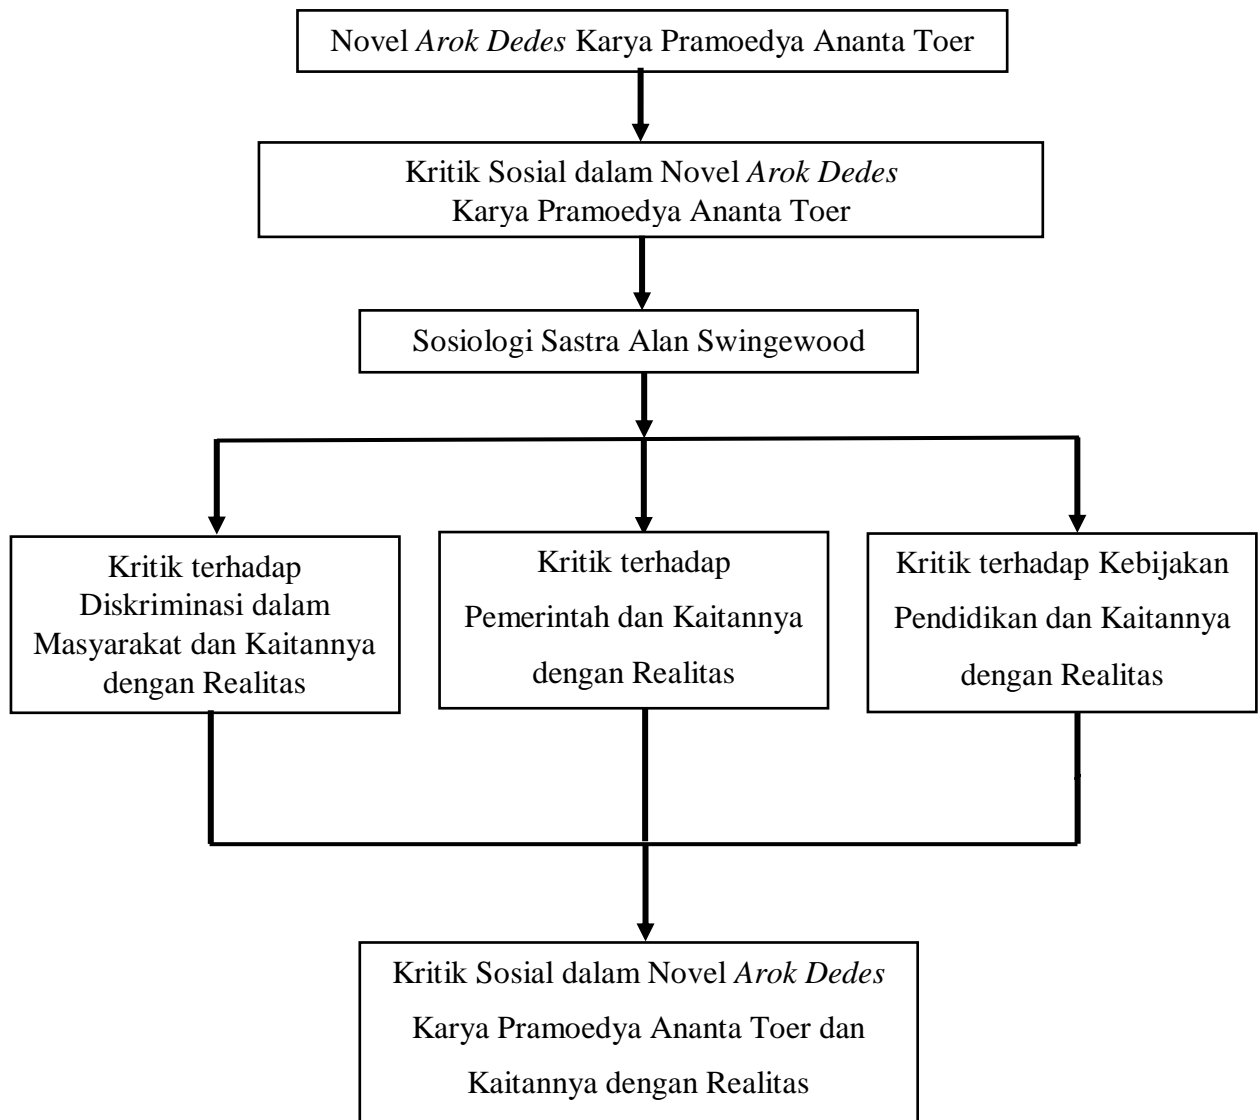 Novel Arok Dedes Karya Pramoedya Ananta Toer
Kritik Sosial dalam Novel Arok Dedes
Karya Pramoedya Ananta Toer
Sosiologi Sastra Alan Swingewood
Kritik terhadap
Diskriminasi dalam
Masyarakat dan Kaitannya
dengan Realitas
Kritik terhadap
Pemerintah dan Kaitannya
dengan Realitas
Kritik terhadap Kebijakan
Pendidikan dan Kaitannya
dengan Realitas
Kritik Sosial dalam Novel Arok Dedes
Karya Pramoedya Ananta Toer dan
Kaitannya dengan Realitas